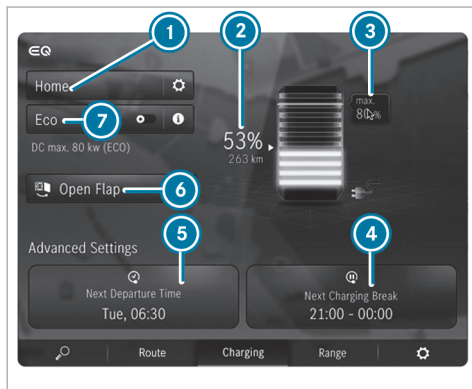 1
2
3
EQ
Home
max.
80%
Eco
7
53%
263 km
DC max. 80 kw (ECO)
Open Flap
6
Advanced Settings
5
4
Next Departure Time
Tue, 06:30
Next Charging Break
21:00 - 00:00
Route
Charging
Range